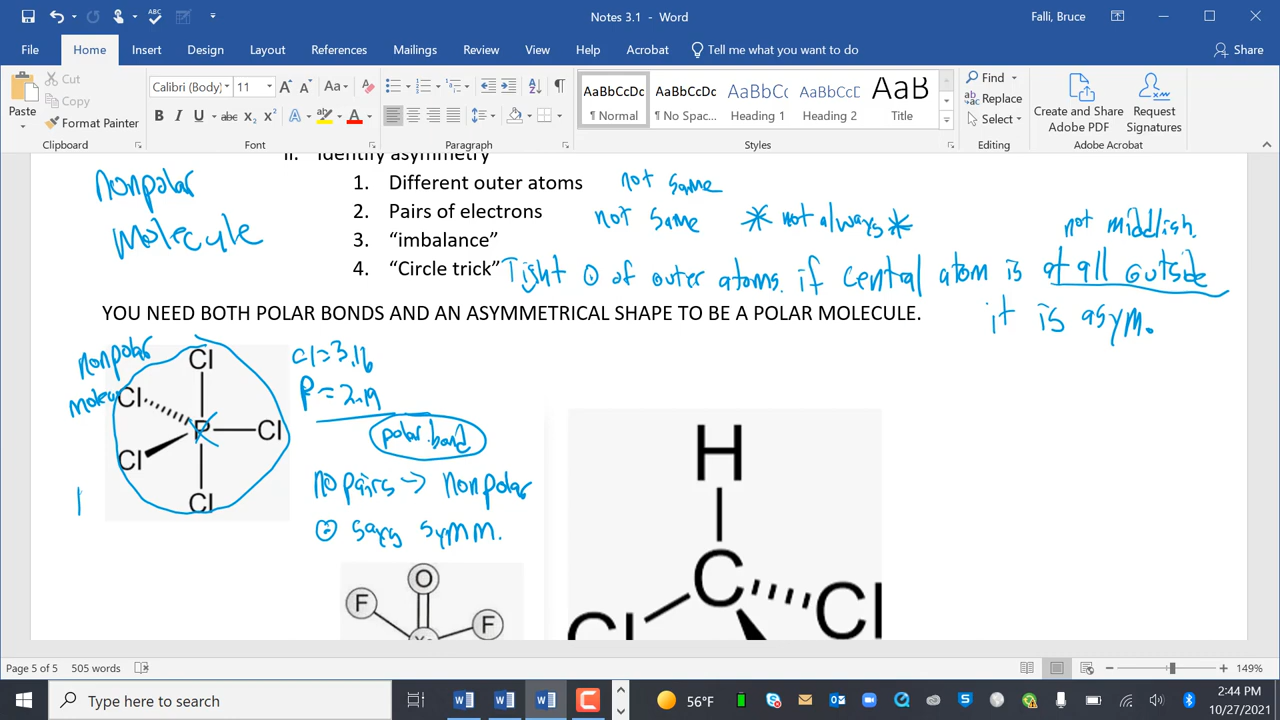 Notes 3.1 - Word
Falli, Bruce
File Home Insert Design Layout References Mailings Review View Help Acrobat Tell me what you want to do Share
Paste
Cut
Copy
Format Painter
Clipboard
Calibri (Body) 11
Font
Paragraph
AaBbCcDc AaBbCcDc AaBbCc AaBbCcD AaB
¶ Normal ¶ No Spac... Heading 1 Heading 2 Title
Styles
Find
Replace
Select
Editing
Create and Share
Adobe PDF
Request
Signatures
Adobe Acrobat
ii. Identify asymmetry
nonpolar
molecule
1. Different outer atoms not same
2. Pairs of electrons not same * not always *
3. “imbalance”
4. “Circle trick” Tight ⊙ of outer atoms. if central atom is at all outside
not middlish.
it is asym.
YOU NEED BOTH POLAR BONDS AND AN ASYMMETRICAL SHAPE TO BE A POLAR MOLECULE.
nonpolar
molecu
Cl
Cl
P
Cl
Cl
Cl
Cl = 3.16
P = 2.19
polar bond
no pairs → nonpolar
⊙ says symm.
O
F
F
Xe
H
C
Cl
Cl
Page 5 of 5 505 words
149%
Type here to search
56°F
2:44 PM
10/27/2021